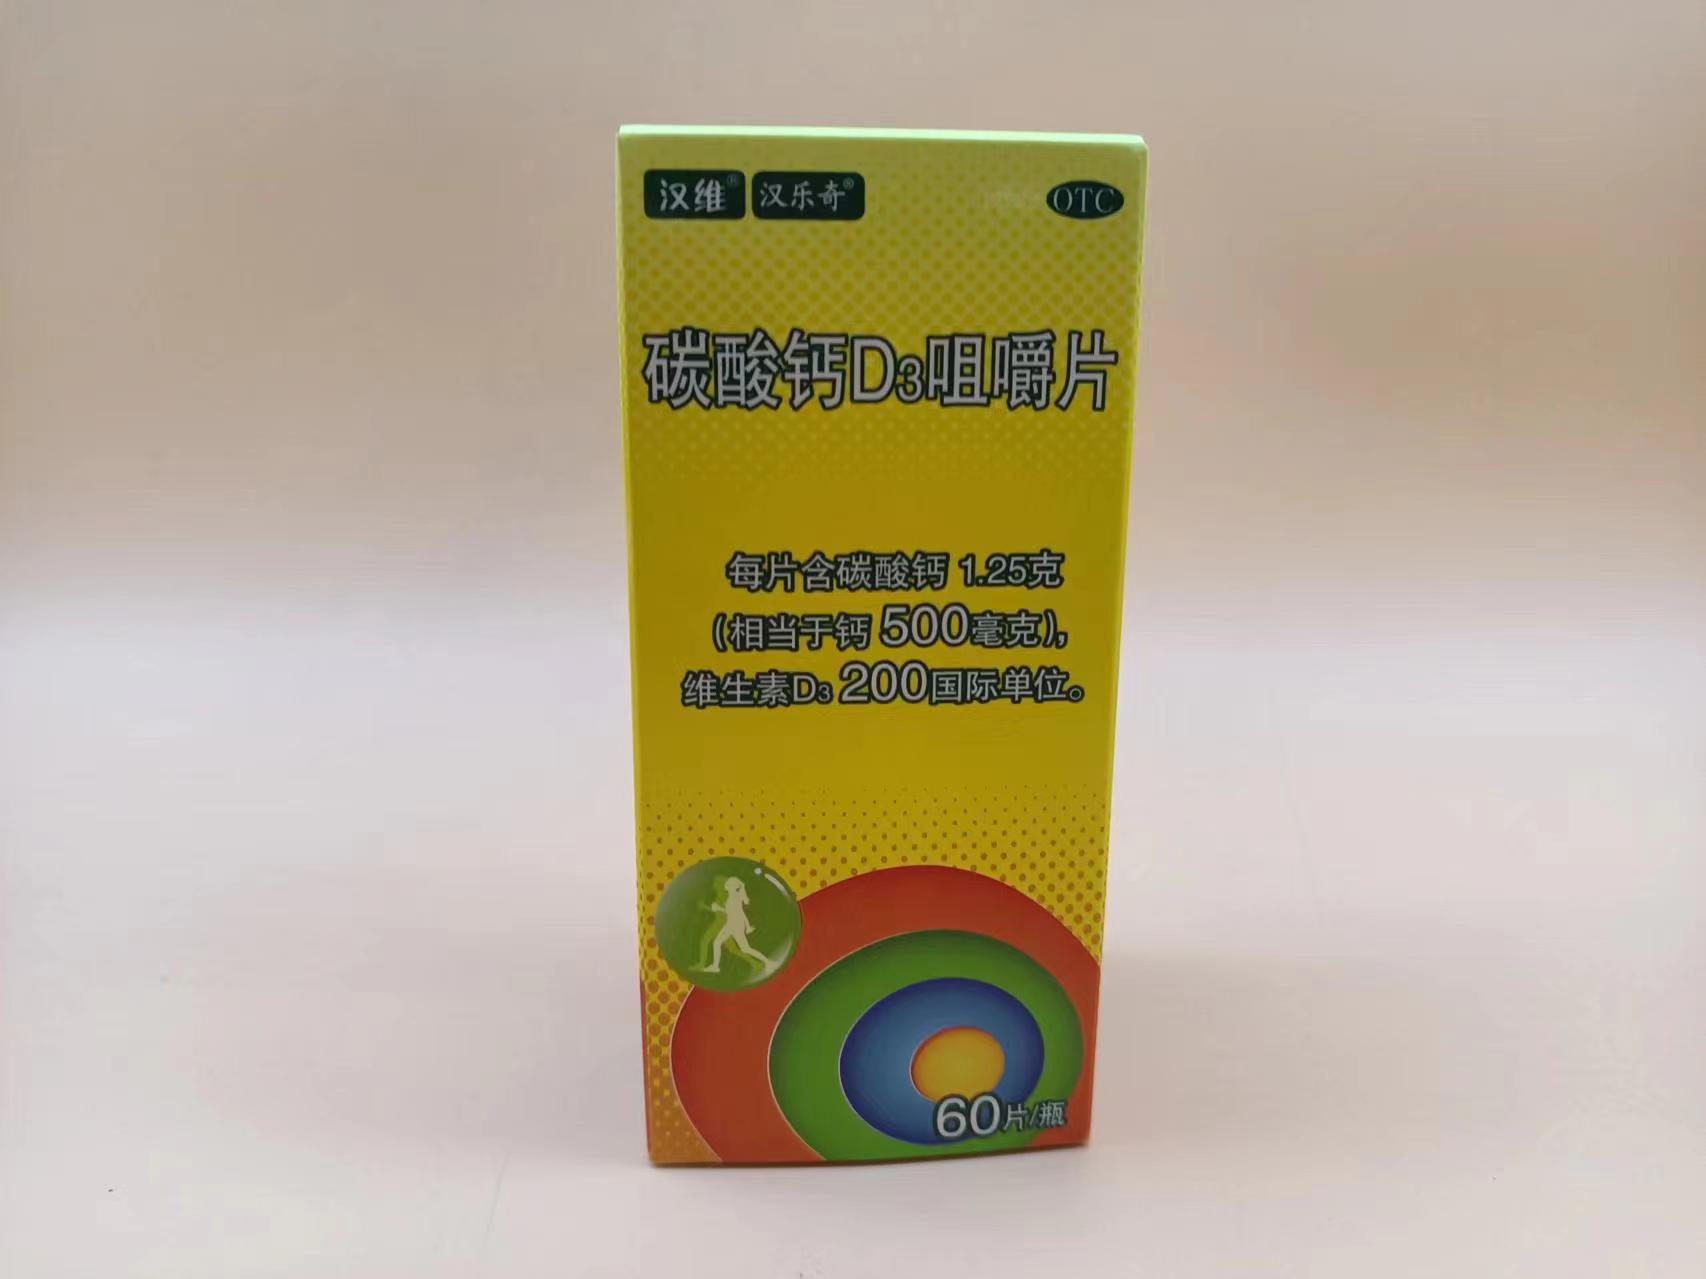 汉维® 汉乐奇® OTC
碳酸钙D3咀嚼片
每片含碳酸钙 1.25克
(相当于钙 500毫克),
维生素D3 200国际单位。
60片/瓶